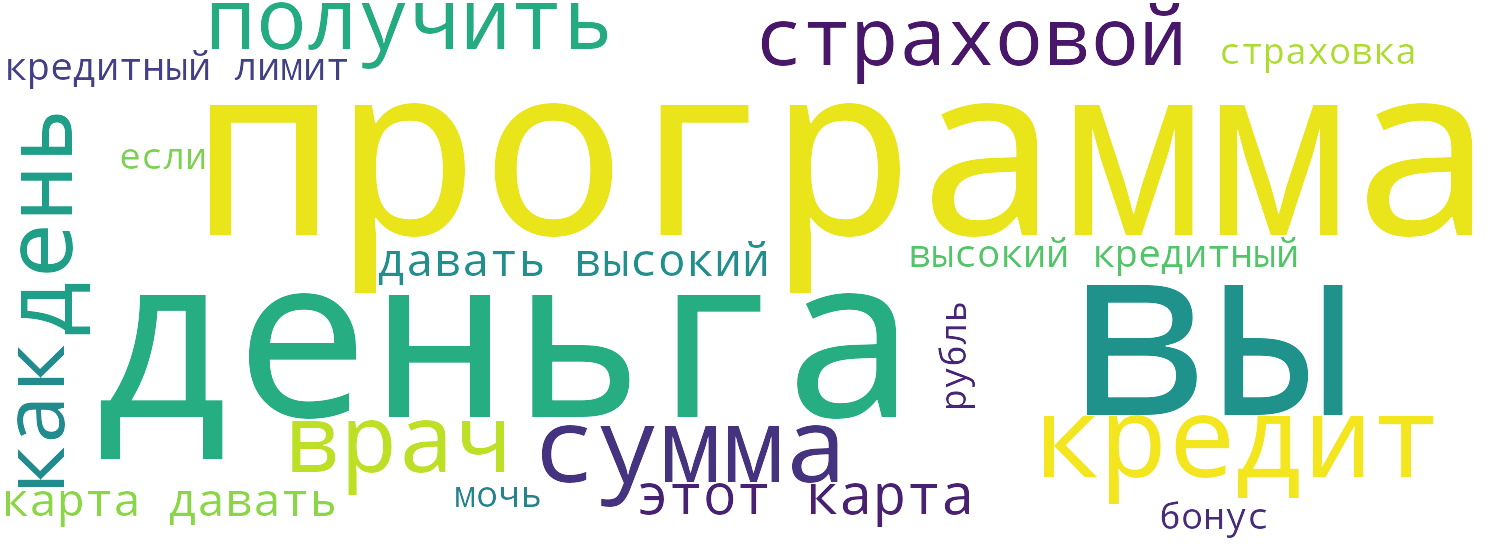 получить
страховой
кредитный лимит
страховка
программа
если
день
давать высокий
высокий кредитный
деньга
вы
рубль
как
врач
сумма
кредит
карта давать
мочь
этот карта
бонус